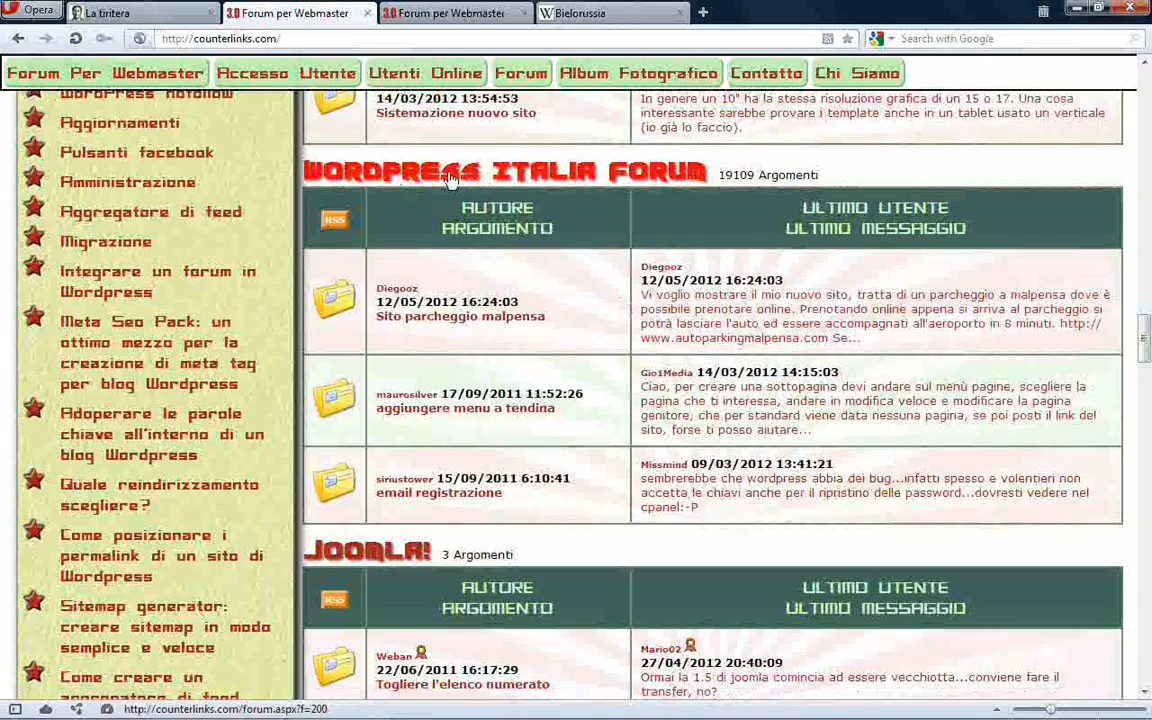 Opera
La tiritera
3.0 Forum per Webmaster
3.0 Forum per Webmaster
W Bielorussia
http://counterlinks.com/
Search with Google
Forum Per Webmaster
Accesso Utente
Utenti Online
Forum
Album Fotografico
Contatto
Chi Siamo
WordPress nofollow
Aggiornamenti
Pulsanti facebook
Amministrazione
Aggregatore di feed
Migrazione
Integrare un forum in
Wordpress
Meta Seo Pack: un
ottimo mezzo per la
creazione di meta tag
per blog Wordpress
Adoperare le parole
chiave all'interno di un
blog Wordpress
Quale reindirizzamento
scegliere?
Come posizionare i
permalink di un sito di
Wordpress
Sitemap generator:
creare sitemap in modo
semplice e veloce
Come creare un
aggregatore di feed
14/03/2012 13:54:53
Sistemazione nuovo sito
In genere un 10" ha la stessa risoluzione grafica di un 15 o 17. Una cosa
interessante sarebbe provare i template anche in un tablet usato un verticale
(io già lo faccio).
WORDPRESS ITALIA FORUM 19109 Argomenti
RSS
AUTORE
ARGOMENTO
ULTIMO UTENTE
ULTIMO MESSAGGIO
Diegooz
12/05/2012 16:24:03
Sito parcheggio malpensa
Diegooz
12/05/2012 16:24:03
Vi voglio mostrare il mio nuovo sito, tratta di un parcheggio a malpensa dove è
possibile prenotare online. Prenotando online appena si arriva al parcheggio si
potrà lasciare l'auto ed essere accompagnati all'aeroporto in 8 minuti. http://
www.autoparkingmalpensa.com Se...
maurosilver 17/09/2011 11:52:26
aggiungere menu a tendina
Gio1Media 14/03/2012 14:15:03
Ciao, per creare una sottopagina devi andare sul menù pagine, scegliere la
pagina che ti interessa, andare in modifica veloce e modificare la pagina
genitore, che per standard viene data nessuna pagina, se poi posti il link del
sito, forse ti posso aiutare...
siriustower 15/09/2011 6:10:41
email registrazione
Missmind 09/03/2012 13:41:21
sembrerebbe che wordpress abbia dei bug...infatti spesso e volentieri non
accetta le chiavi anche per il ripristino delle password...dovresti vedere nel
cpanel:-P
JOOMLA! 3 Argomenti
RSS
AUTORE
ARGOMENTO
ULTIMO UTENTE
ULTIMO MESSAGGIO
Weban
22/06/2011 16:17:29
Togliere l'elenco numerato
Mario02
27/04/2012 20:40:09
Ormai la 1.5 di joomla comincia ad essere vecchiotta...conviene fare il
transfer, no?
http://counterlinks.com/forum.aspx?f=200